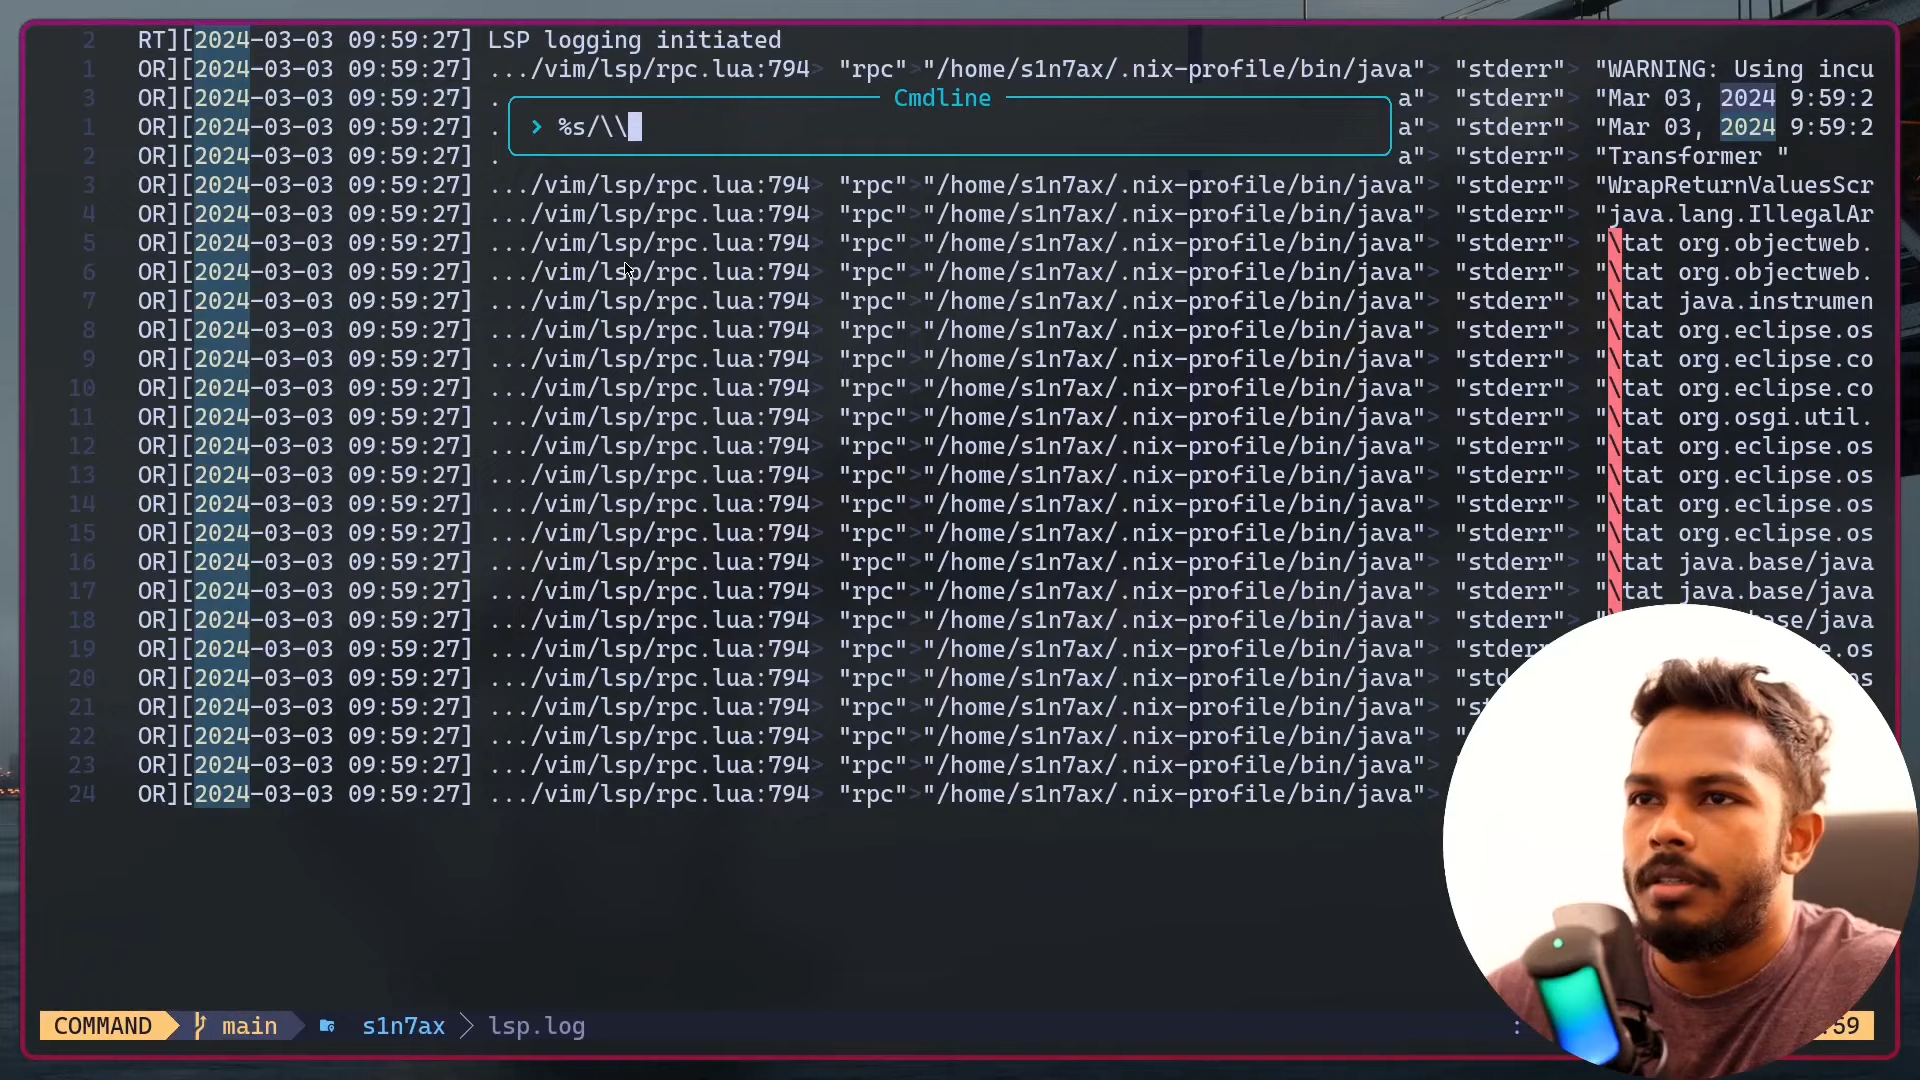 2 RT][2024-03-03 09:59:27] LSP logging initiated
1 OR][2024-03-03 09:59:27] .../vim/lsp/rpc.lua:794> "rpc">"/home/s1n7ax/.nix-profile/bin/java"> "stderr"> "WARNING: Using incu
Cmdline
3 OR][2024-03-03 09:59:27] . a"> "stderr"> "Mar 03, 2024 9:59:2
1 OR][2024-03-03 09:59:27] . > %s/\\ a"> "stderr"> "Mar 03, 2024 9:59:2
2 OR][2024-03-03 09:59:27] . a"> "stderr"> "Transformer "
3 OR][2024-03-03 09:59:27] .../vim/lsp/rpc.lua:794> "rpc">"/home/s1n7ax/.nix-profile/bin/java"> "stderr"> "WrapReturnValuesScr
4 OR][2024-03-03 09:59:27] .../vim/lsp/rpc.lua:794> "rpc">"/home/s1n7ax/.nix-profile/bin/java"> "stderr"> "java.lang.IllegalAr
5 OR][2024-03-03 09:59:27] .../vim/lsp/rpc.lua:794> "rpc">"/home/s1n7ax/.nix-profile/bin/java"> "stderr"> "\tat org.objectweb.
6 OR][2024-03-03 09:59:27] .../vim/lsp/rpc.lua:794> "rpc">"/home/s1n7ax/.nix-profile/bin/java"> "stderr"> "\tat org.objectweb.
7 OR][2024-03-03 09:59:27] .../vim/lsp/rpc.lua:794> "rpc">"/home/s1n7ax/.nix-profile/bin/java"> "stderr"> "\tat java.instrumen
8 OR][2024-03-03 09:59:27] .../vim/lsp/rpc.lua:794> "rpc">"/home/s1n7ax/.nix-profile/bin/java"> "stderr"> "\tat org.eclipse.os
9 OR][2024-03-03 09:59:27] .../vim/lsp/rpc.lua:794> "rpc">"/home/s1n7ax/.nix-profile/bin/java"> "stderr"> "\tat org.eclipse.co
10 OR][2024-03-03 09:59:27] .../vim/lsp/rpc.lua:794> "rpc">"/home/s1n7ax/.nix-profile/bin/java"> "stderr"> "\tat org.eclipse.co
11 OR][2024-03-03 09:59:27] .../vim/lsp/rpc.lua:794> "rpc">"/home/s1n7ax/.nix-profile/bin/java"> "stderr"> "\tat org.osgi.util.
12 OR][2024-03-03 09:59:27] .../vim/lsp/rpc.lua:794> "rpc">"/home/s1n7ax/.nix-profile/bin/java"> "stderr"> "\tat org.eclipse.os
13 OR][2024-03-03 09:59:27] .../vim/lsp/rpc.lua:794> "rpc">"/home/s1n7ax/.nix-profile/bin/java"> "stderr"> "\tat org.eclipse.os
14 OR][2024-03-03 09:59:27] .../vim/lsp/rpc.lua:794> "rpc">"/home/s1n7ax/.nix-profile/bin/java"> "stderr"> "\tat org.eclipse.os
15 OR][2024-03-03 09:59:27] .../vim/lsp/rpc.lua:794> "rpc">"/home/s1n7ax/.nix-profile/bin/java"> "stderr"> "\tat org.eclipse.os
16 OR][2024-03-03 09:59:27] .../vim/lsp/rpc.lua:794> "rpc">"/home/s1n7ax/.nix-profile/bin/java"> "stderr"> "\tat java.base/java
17 OR][2024-03-03 09:59:27] .../vim/lsp/rpc.lua:794> "rpc">"/home/s1n7ax/.nix-profile/bin/java"> "stderr"> "\tat java.base/java
18 OR][2024-03-03 09:59:27] .../vim/lsp/rpc.lua:794> "rpc">"/home/s1n7ax/.nix-profile/bin/java"> "stderr"> ase/java
19 OR][2024-03-03 09:59:27] .../vim/lsp/rpc.lua:794> "rpc">"/home/s1n7ax/.nix-profile/bin/java"> "stder e.os
20 OR][2024-03-03 09:59:27] .../vim/lsp/rpc.lua:794> "rpc">"/home/s1n7ax/.nix-profile/bin/java"> "std os
21 OR][2024-03-03 09:59:27] .../vim/lsp/rpc.lua:794> "rpc">"/home/s1n7ax/.nix-profile/bin/java"> "s
22 OR][2024-03-03 09:59:27] .../vim/lsp/rpc.lua:794> "rpc">"/home/s1n7ax/.nix-profile/bin/java"> "
23 OR][2024-03-03 09:59:27] .../vim/lsp/rpc.lua:794> "rpc">"/home/s1n7ax/.nix-profile/bin/java">
24 OR][2024-03-03 09:59:27] .../vim/lsp/rpc.lua:794> "rpc">"/home/s1n7ax/.nix-profile/bin/java">
COMMAND main s1n7ax > lsp.log : 59